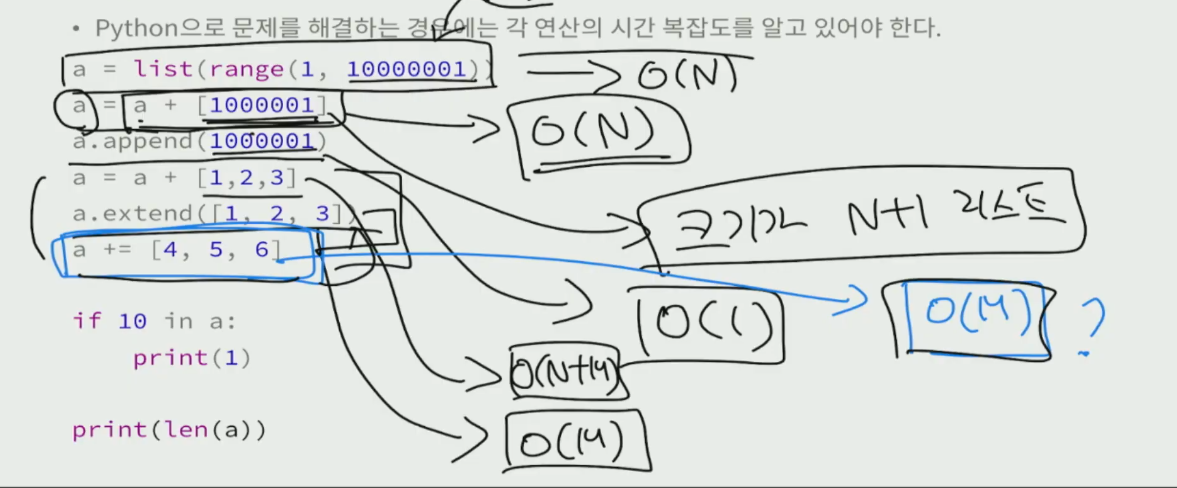 • Python으로 문제를 해결하는 경우에는 각 연산의 시간 복잡도를 알고 있어야 한다.
a = list(range(1, 10000001)) O(N)
a = a + [1000001] O(N)
a.append(1000001)
a = a + [1,2,3] 크기가 N+1 리스트
a.extend([1, 2, 3])
a += [4, 5, 6] O(M) ?
if 10 in a: O(1)
print(1) O(N+M)
print(len(a)) O(M)